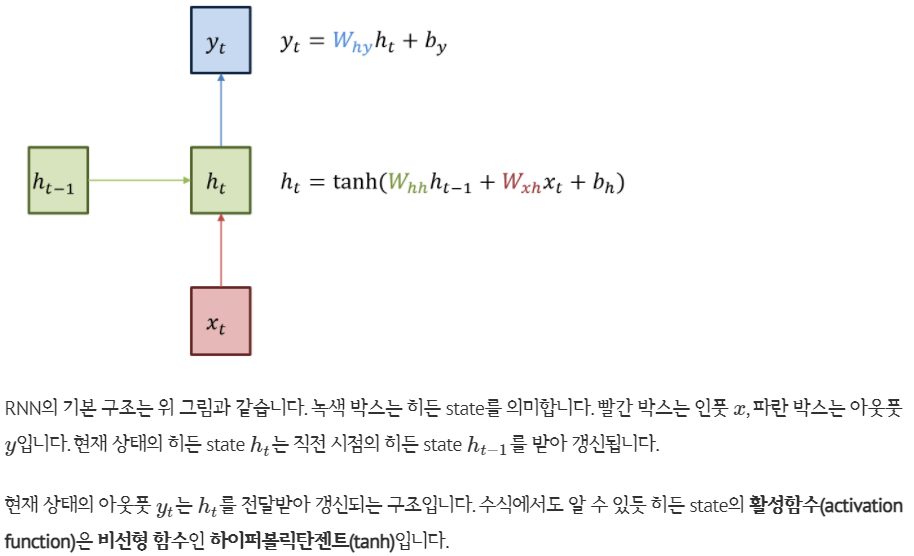 y_t y_t = W_{hy}h_t + b_y
h_{t-1} h_t h_t = tanh(W_{hh}h_{t-1} + W_{xh}x_t + b_h)
x_t
RNN의 기본 구조는 위 그림과 같습니다. 녹색 박스는 히든 state를 의미합니다. 빨간 박스는 인풋 x, 파란 박스는 아웃풋
y입니다. 현재 상태의 히든 state h_t는 직전 시점의 히든 state h_{t-1}를 받아 갱신됩니다.
현재 상태의 아웃풋 y_t는 h_t를 전달받아 갱신되는 구조입니다. 수식에서도 알 수 있듯 히든 state의 활성함수(activation
function)은 비선형 함수인 하이퍼볼릭탄젠트(tanh)입니다.